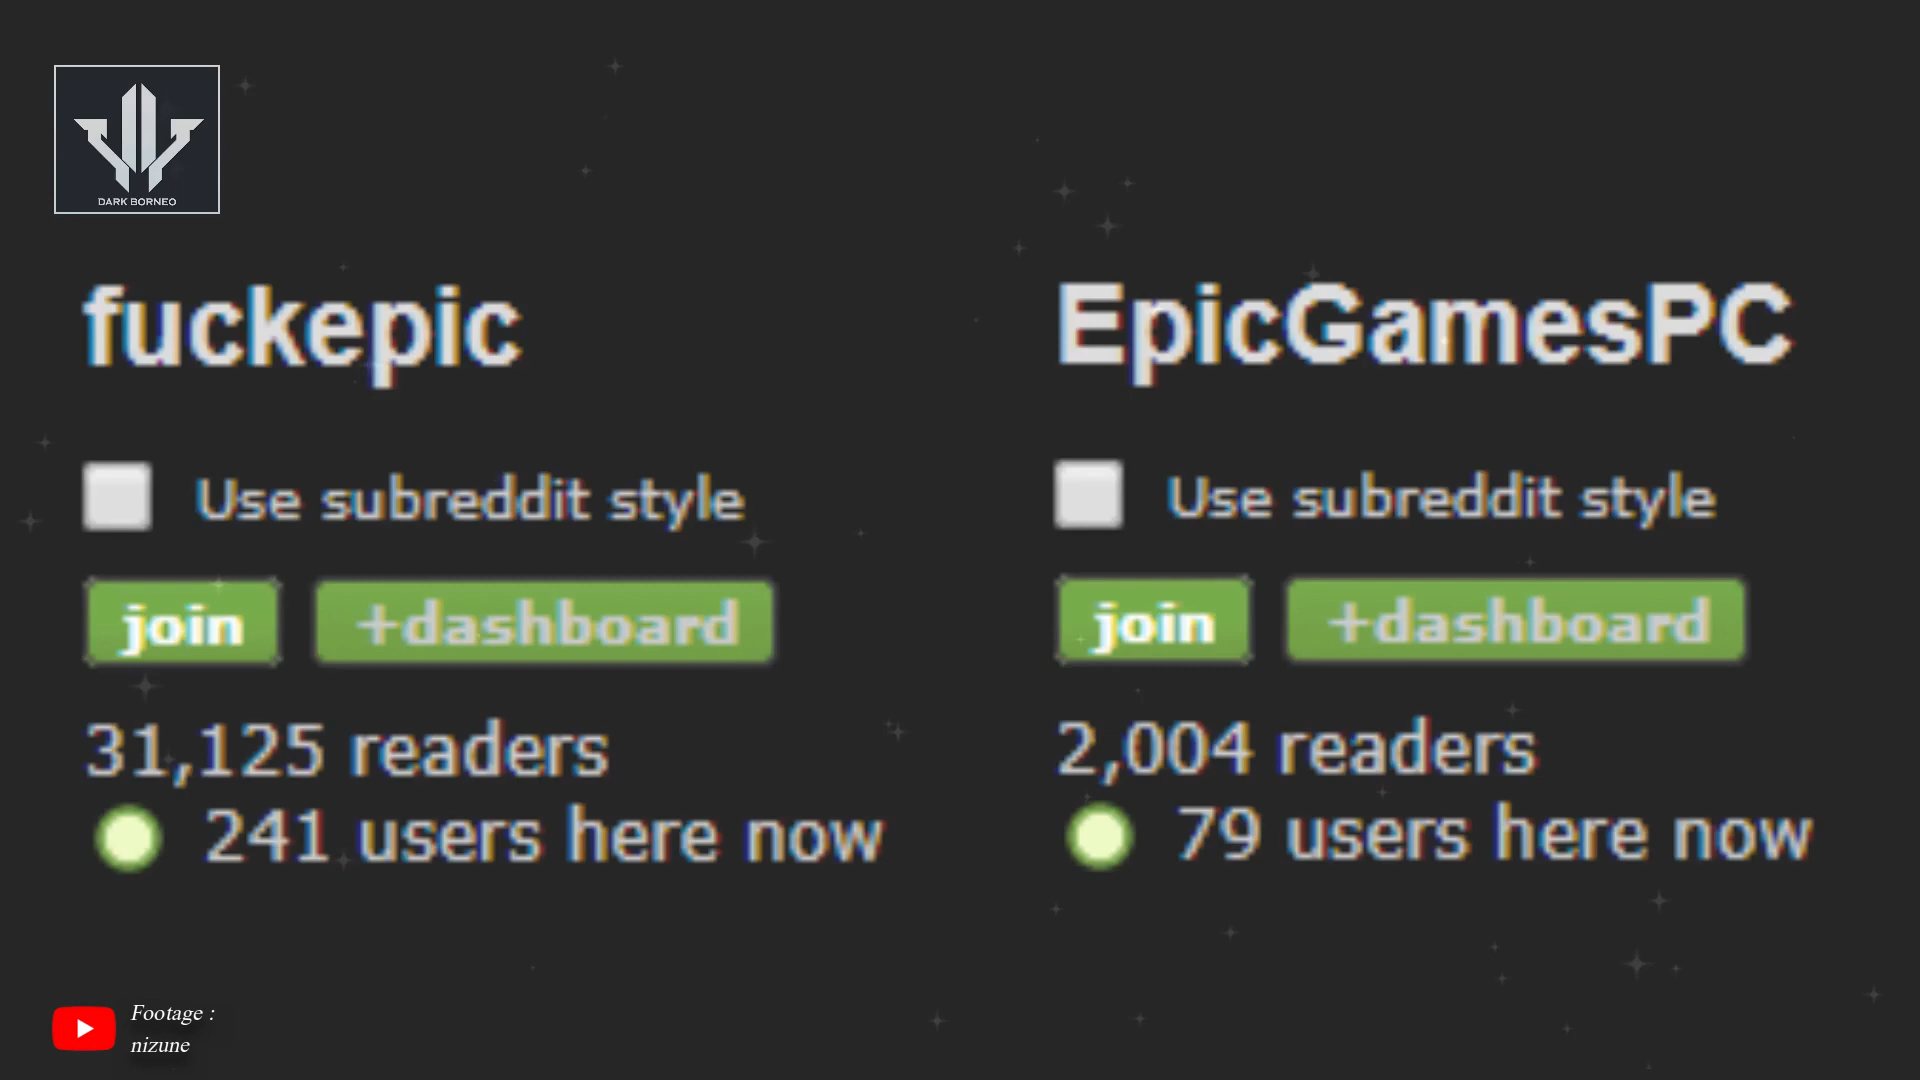 DARK BORNEO
fuckepic
Use subreddit style
join +dashboard
31,125 readers
241 users here now
EpicGamesPC
Use subreddit style
join +dashboard
2,004 readers
79 users here now
Footage :
nizune